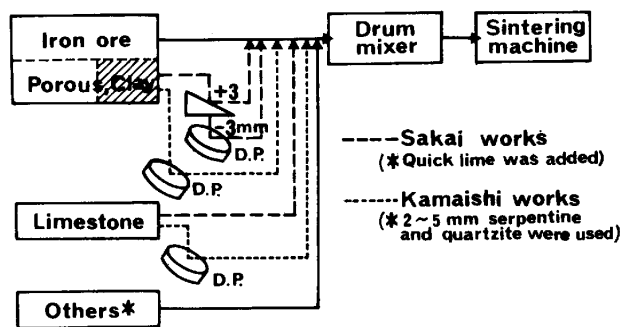 Iron ore
Porous, Clay
+3
-3mm
D.P.
D.P.
Limestone
D.P.
Others*
Drum
mixer
Sintering
machine
Sakai works
(* Quick lime was added)
Kamaishi works
(* 2~5 mm serpentine
and quartzite were used)